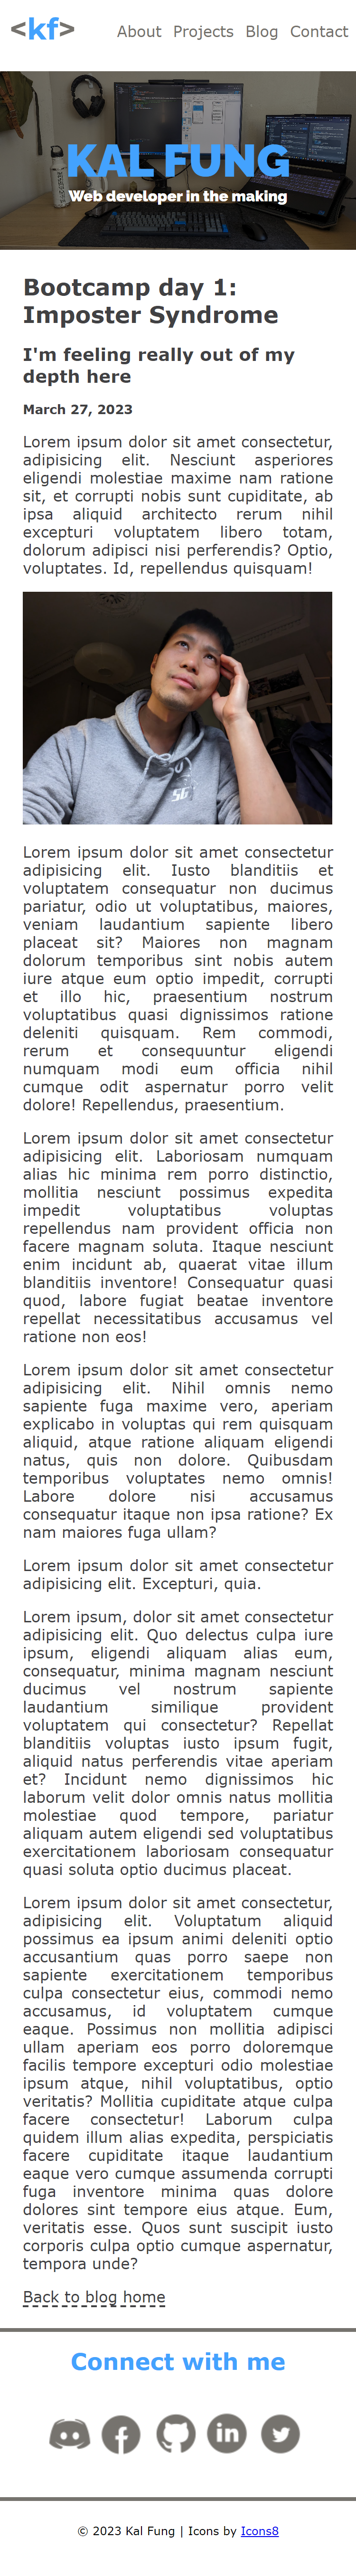 <kf>
About Projects Blog Contact
KAL FUNG
Web developer in the making
Bootcamp day 1:
Imposter Syndrome
I'm feeling really out of my
depth here
March 27, 2023
Lorem ipsum dolor sit amet consectetur,
adipisicing elit. Nesciunt asperiores
eligendi molestiae maxime nam ratione
sit, et corrupti nobis sunt cupiditate, ab
ipsa aliquid architecto rerum nihil
excepturi voluptatem libero totam,
dolorum adipisci nisi perferendis? Optio,
voluptates. Id, repellendus quisquam!
Lorem ipsum dolor sit amet consectetur
adipisicing elit. Iusto blanditiis et
voluptatem consequatur non ducimus
pariatur, odio ut voluptatibus, maiores,
veniam laudantium sapiente libero
placeat sit? Maiores non magnam
dolorum temporibus sint nobis autem
iure atque eum optio impedit, corrupti
et illo hic, praesentium nostrum
voluptatibus quasi dignissimos ratione
deleniti quisquam. Rem commodi,
rerum et consequuntur eligendi
numquam modi eum officia nihil
cumque odit aspernatur porro velit
dolore! Repellendus, praesentium.
Lorem ipsum dolor sit amet consectetur
adipisicing elit. Laboriosam numquam
alias hic minima rem porro distinctio,
mollitia nesciunt possimus expedita
impedit voluptatibus voluptas
repellendus nam provident officia non
facere magnam soluta. Itaque nesciunt
enim incidunt ab, quaerat vitae illum
blanditiis inventore! Consequatur quasi
quod, labore fugiat beatae inventore
repellat necessitatibus accusamus vel
ratione non eos!
Lorem ipsum dolor sit amet consectetur
adipisicing elit. Nihil omnis nemo
sapiente fuga maxime vero, aperiam
explicabo in voluptas qui rem quisquam
aliquid, atque ratione aliquam eligendi
natus, quis non dolore. Quibusdam
temporibus voluptates nemo omnis!
Labore dolore nisi accusamus
consequatur itaque non ipsa ratione? Ex
nam maiores fuga ullam?
Lorem ipsum dolor sit amet consectetur
adipisicing elit. Excepturi, quia.
Lorem ipsum, dolor sit amet consectetur
adipisicing elit. Quo delectus culpa iure
ipsum, eligendi aliquam alias eum,
consequatur, minima magnam nesciunt
ducimus vel nostrum sapiente
laudantium similique provident
voluptatem qui consectetur? Repellat
blanditiis voluptas iusto ipsum fugit,
aliquid natus perferendis vitae aperiam
et? Incidunt nemo dignissimos hic
laborum velit dolor omnis natus mollitia
molestiae quod tempore, pariatur
aliquam autem eligendi sed voluptatibus
exercitationem laboriosam consequatur
quasi soluta optio ducimus placeat.
Lorem ipsum dolor sit amet consectetur,
adipisicing elit. Voluptatum aliquid
possimus ea ipsum animi deleniti optio
accusantium quas porro saepe non
sapiente exercitationem temporibus
culpa consectetur eius, commodi nemo
accusamus, id voluptatem cumque
eaque. Possimus non mollitia adipisci
ullam aperiam eos porro doloremque
facilis tempore excepturi odio molestiae
ipsum atque, nihil voluptatibus, optio
veritatis? Mollitia cupiditate atque culpa
facere consectetur! Laborum culpa
quidem illum alias expedita, perspiciatis
facere cupiditate itaque laudantium
eaque vero cumque assumenda corrupti
fuga inventore minima quas dolore
dolores sint tempore eius atque. Eum,
veritatis esse. Quos sunt suscipit iusto
corporis culpa optio cumque aspernatur,
tempora unde?
Back to blog home
Connect with me
© 2023 Kal Fung | Icons by Icons8